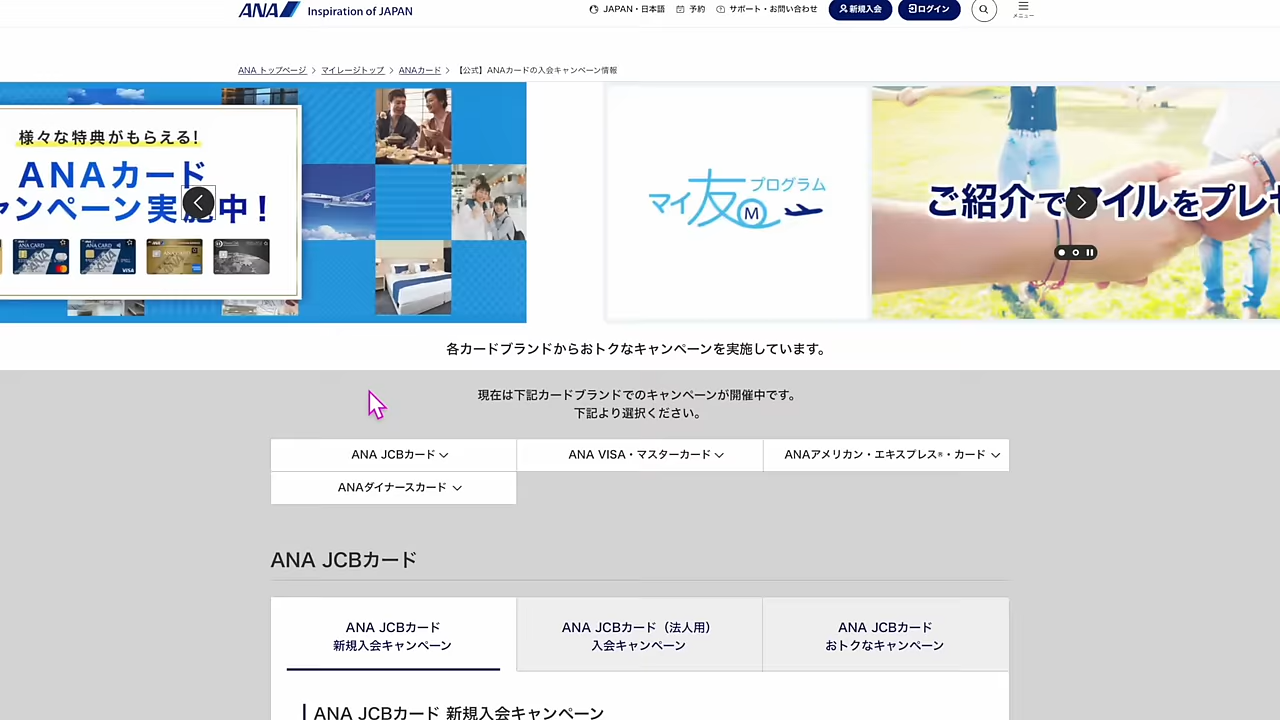 ANA Inspiration of JAPAN
JAPAN・日本語 予約 サポート・お問い合わせ 新規入会 ログイン メニュー
ANA トップページ > マイレージトップ > ANAカード > 【公式】ANAカードの入会キャンペーン情報
様々な特典がもらえる!
ANAカード
ャンペーン実施中!
ANA CARD ANA CARD VISA
マイ友プログラム
M
ご紹介でマイルをプレゼ
各カードブランドからおトクなキャンペーンを実施しています。
現在は下記カードブランドでのキャンペーンが開催中です。
下記より選択ください。
ANA JCBカード ANA VISA・マスターカード ANAアメリカン・エキスプレス®・カード
ANAダイナースカード
ANA JCBカード
ANA JCBカード
新規入会キャンペーン
ANA JCBカード（法人用）
入会キャンペーン
ANA JCBカード
おトクなキャンペーン
ANA JCBカード 新規入会キャンペーン